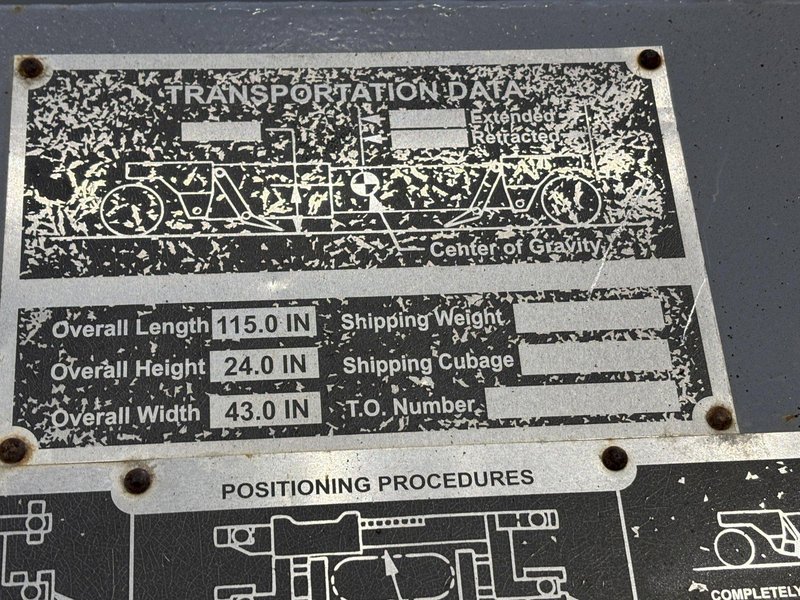 TRANSPORTATION DATA
Extended
Retracted
Center of Gravity
Overall Length 115.0 IN Shipping Weight
Overall Height 24.0 IN Shipping Cubage
Overall Width 43.0 IN T.O. Number
POSITIONING PROCEDURES
COMPLETELY